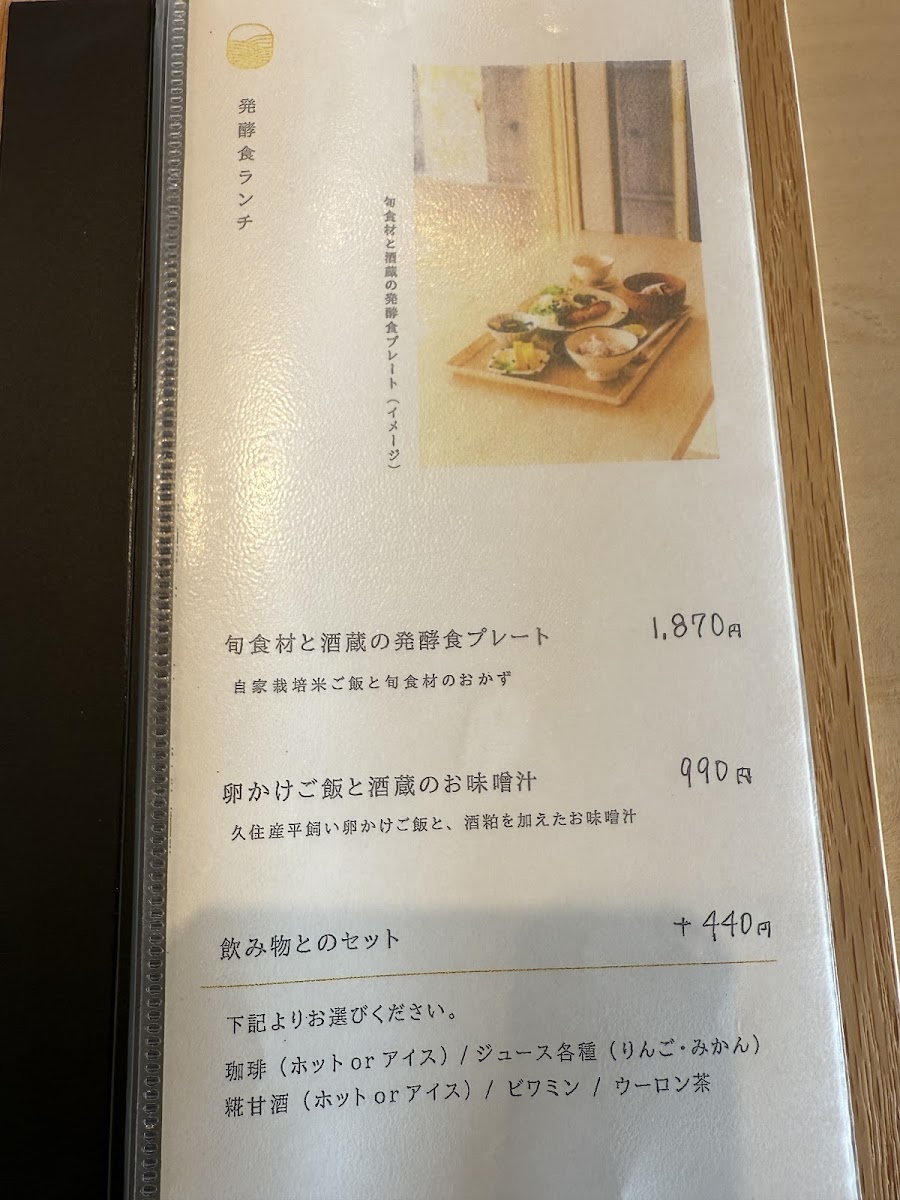 発酵食ランチ
旬食材と酒蔵の発酵食プレート（イメージ）
旬食材と酒蔵の発酵食プレート 1,870円
自家栽培米ご飯と旬食材のおかず
卵かけご飯と酒蔵のお味噌汁 990円
久住産平飼い卵かけご飯と、酒粕を加えたお味噌汁
飲み物とのセット +440円
下記よりお選びください。
珈琲（ホットorアイス）/ジュース各種（りんご・みかん）
糀甘酒（ホットorアイス）/ ビワミン / ウーロン茶